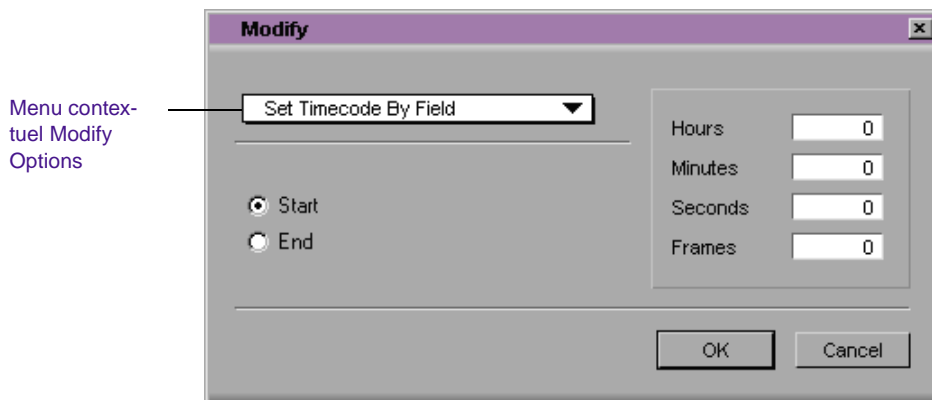 Modify
Menu contex-
tuel Modify
Options
Set Timecode By Field
Start
End
Hours 0
Minutes 0
Seconds 0
Frames 0
OK Cancel